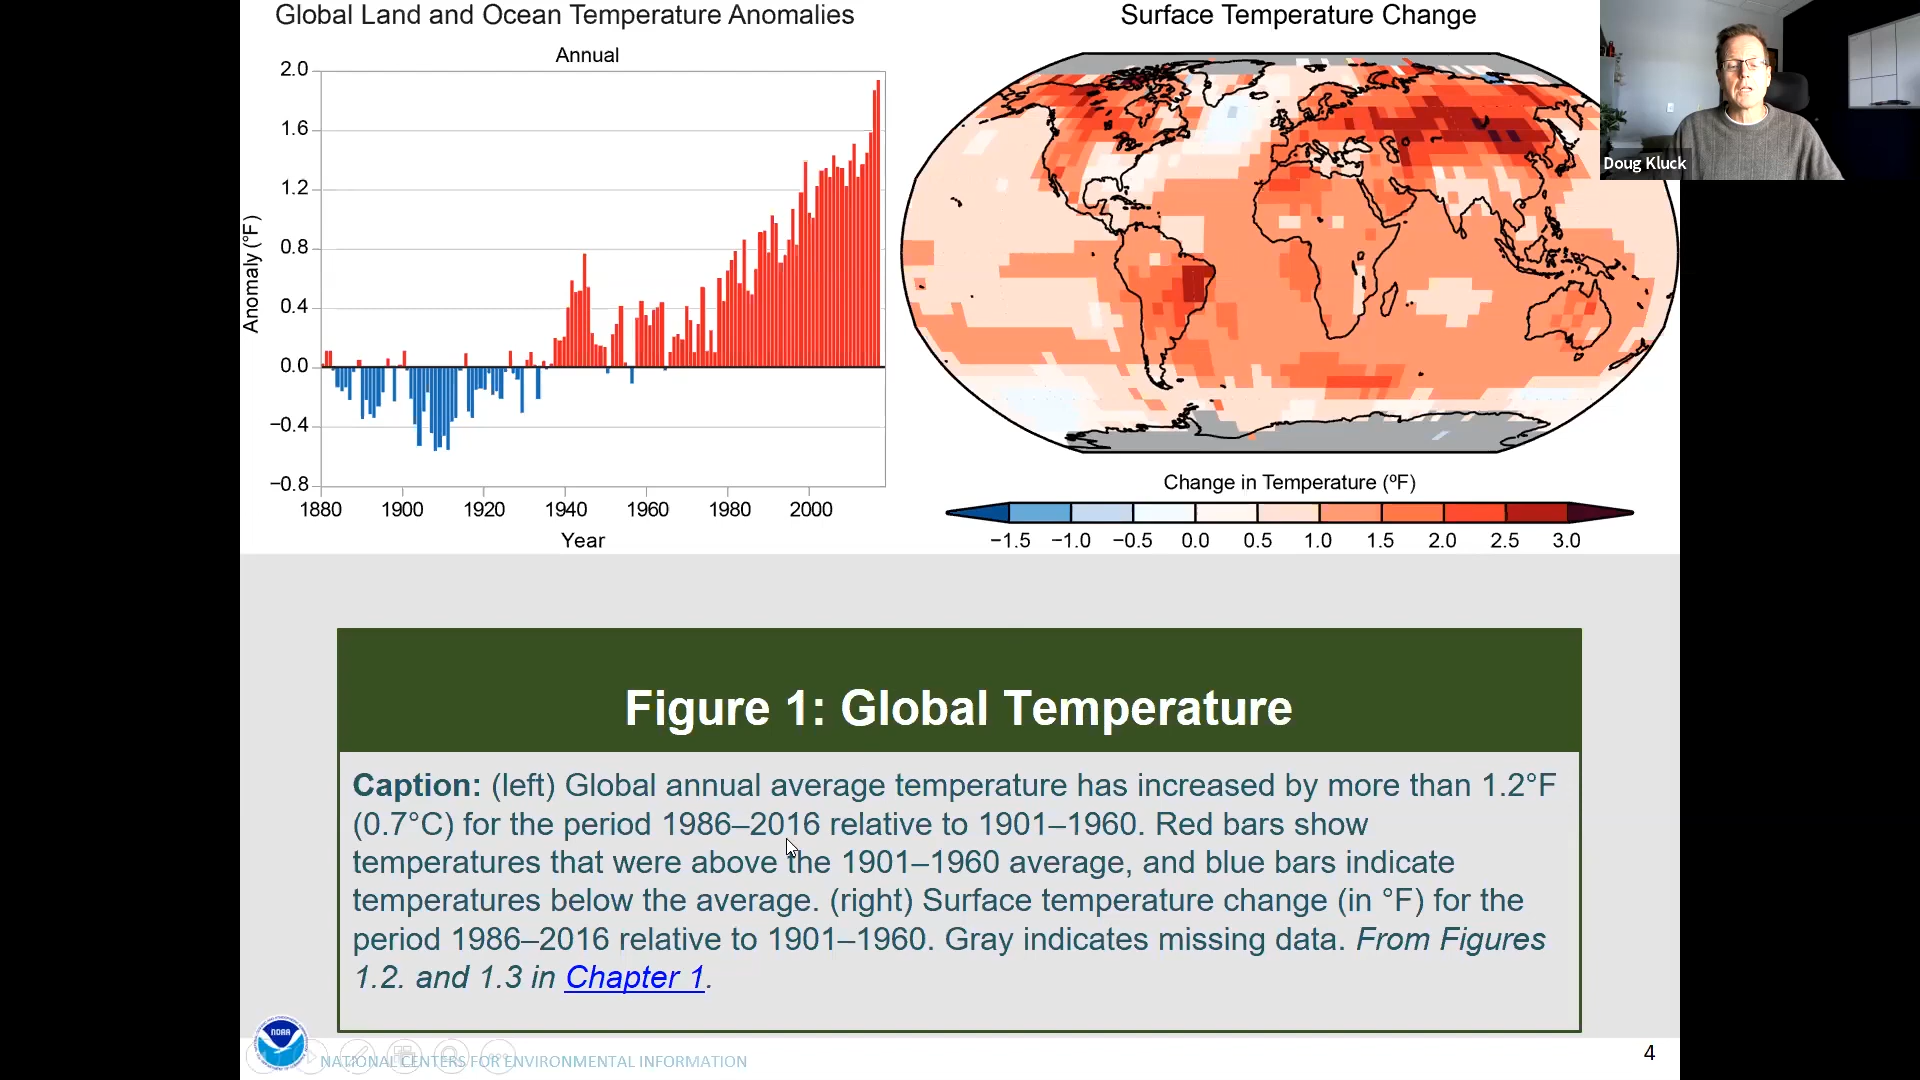 Global Land and Ocean Temperature Anomalies
Annual
2.0
1.6
1.2
0.8
0.4
0.0
−0.4
−0.8
Anomaly (°F)
1880 1900 1920 1940 1960 1980 2000
Year
Surface Temperature Change
Change in Temperature (ºF)
−1.5 −1.0 −0.5 0.0 0.5 1.0 1.5 2.0 2.5 3.0
Doug Kluck
Figure 1: Global Temperature
Caption: (left) Global annual average temperature has increased by more than 1.2°F
(0.7°C) for the period 1986–2016 relative to 1901–1960. Red bars show
temperatures that were above the 1901–1960 average, and blue bars indicate
temperatures below the average. (right) Surface temperature change (in °F) for the
period 1986–2016 relative to 1901–1960. Gray indicates missing data. From Figures
1.2. and 1.3 in Chapter 1.
NOAA
NATIONAL CENTERS FOR ENVIRONMENTAL INFORMATION
4